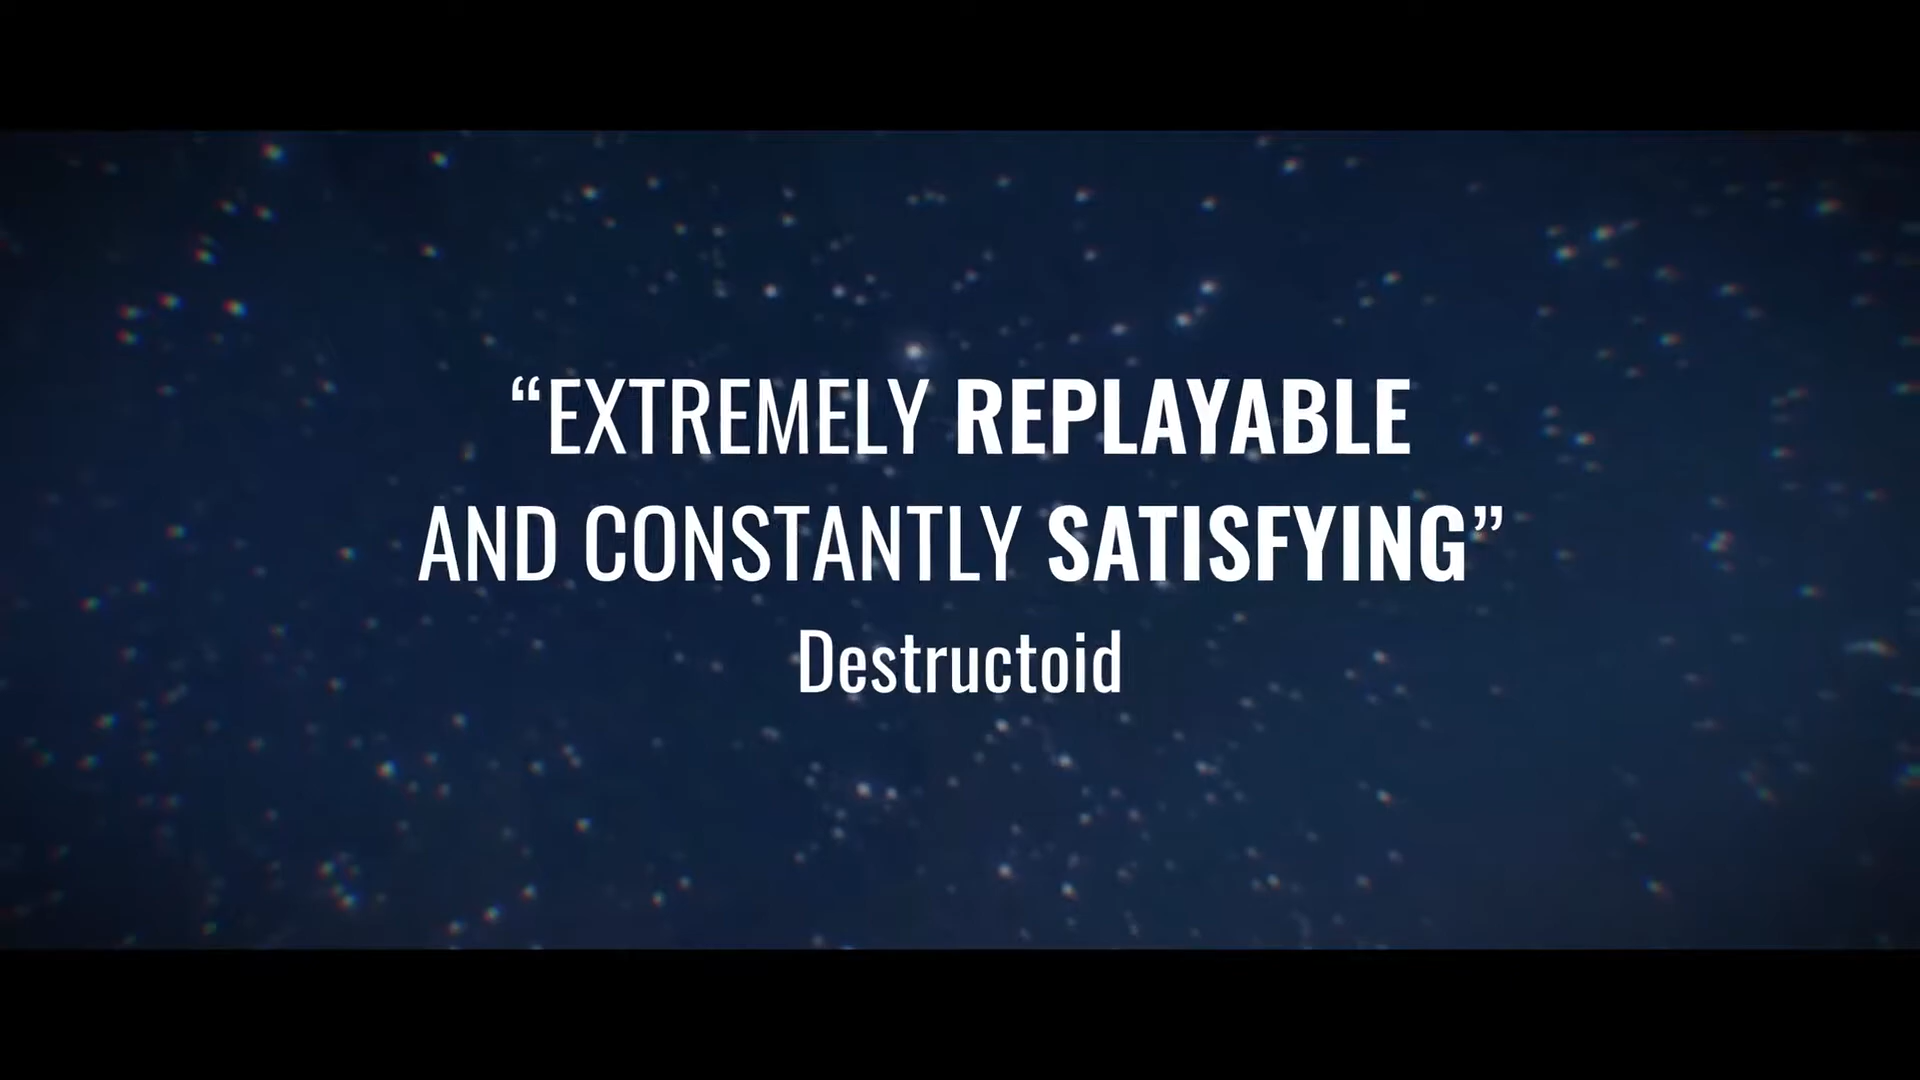 “EXTREMELY REPLAYABLE
AND CONSTANTLY SATISFYING”
Destructoid